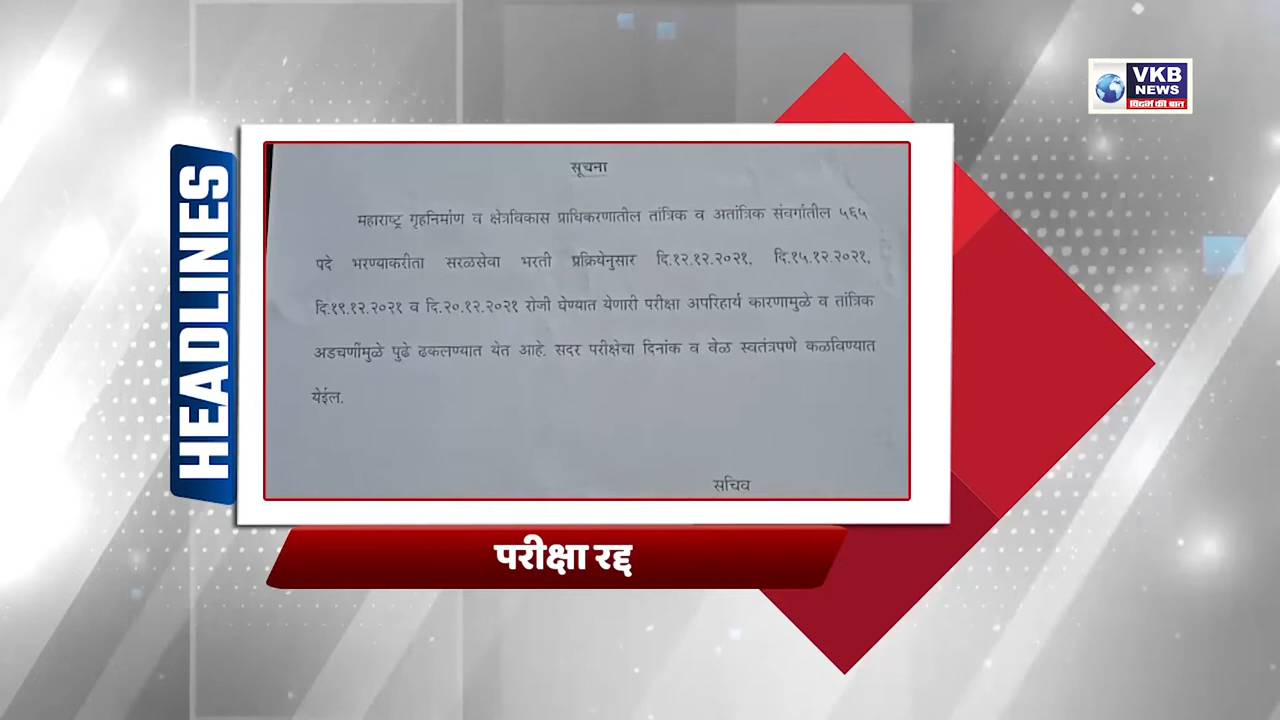 VKB
NEWS
विदर्भ की बात
HEADLINES
सूचना
महाराष्ट्र गृहनिर्माण व क्षेत्रविकास प्राधिकरणातील तांत्रिक व अतांत्रिक संवर्गातील ५६५
पदे भरण्याकरीता सरळसेवा भरती प्रक्रियेनुसार दि.१२.१२.२०२१, दि.१५.१२.२०२१,
दि.१९.१२.२०२१ व दि.२०.१२.२०२१ रोजी घेण्यात येणारी परीक्षा अपरिहार्य कारणामुळे व तांत्रिक
अडचणींमुळे पुढे ढकलण्यात येत आहे. सदर परीक्षेचा दिनांक व वेळ स्वतंत्रपणे कळविण्यात
येईल.
सचिव
परीक्षा रद्द